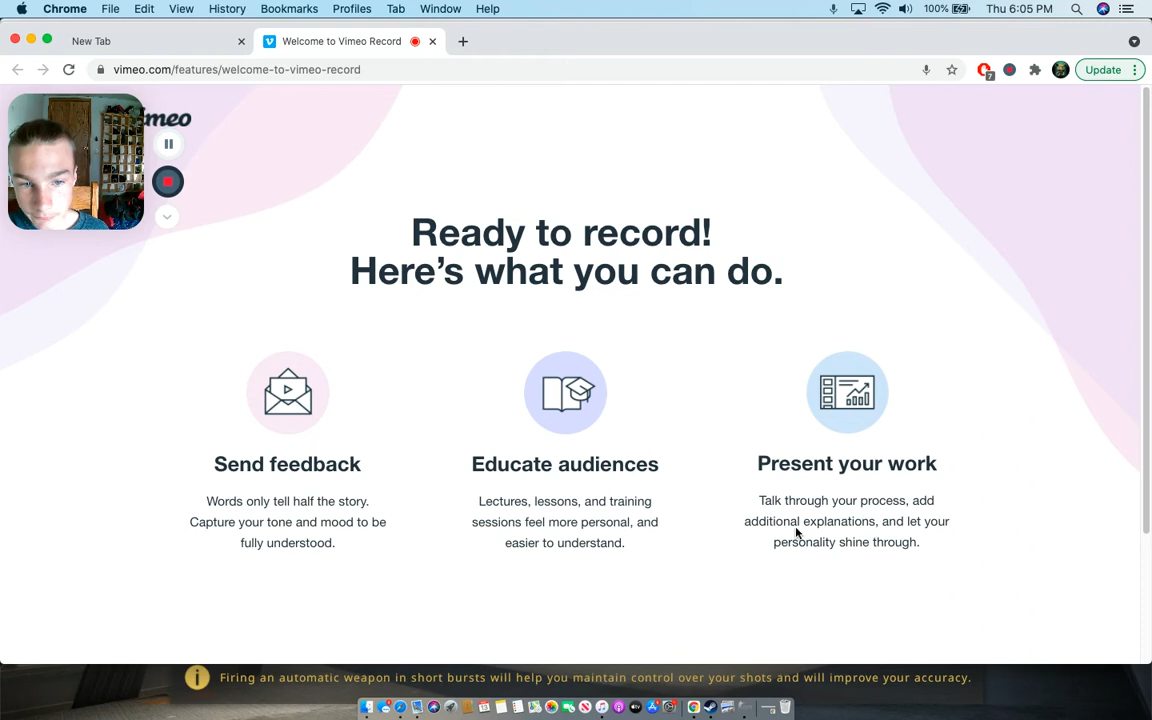 Chrome File Edit View History Bookmarks Profiles Tab Window Help 100% Thu 6:05 PM
New Tab Welcome to Vimeo Record
vimeo.com/features/welcome-to-vimeo-record 7 Update
Ready to record!
Here's what you can do.
Send feedback
Words only tell half the story.
Capture your tone and mood to be
fully understood.
Educate audiences
Lectures, lessons, and training
sessions feel more personal, and
easier to understand.
Present your work
Talk through your process, add
additional explanations, and let your
personality shine through.
Firing an automatic weapon in short bursts will help you maintain control over your shots and will improve your accuracy.